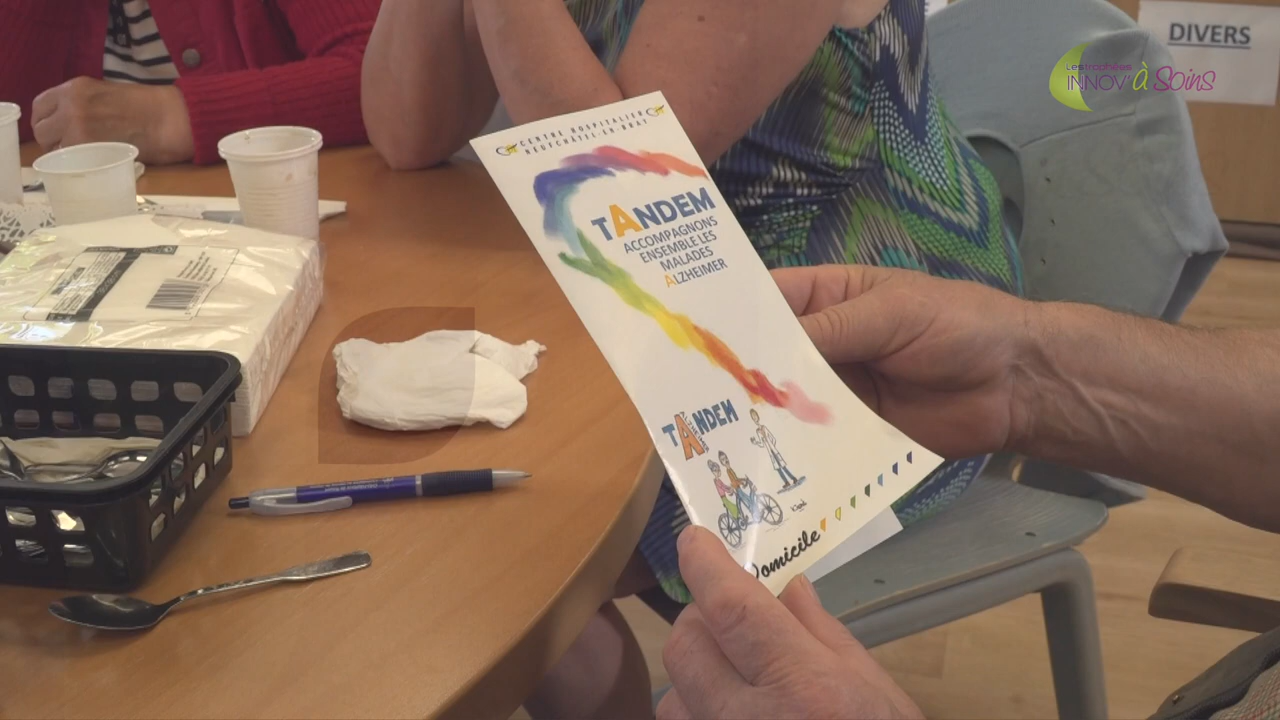 DIVERS
Les trophées
INNOV'À SOINS
CENTRE HOSPITALIER
NEUFCHÂTEL-EN-BRAY
TANDEM
ACCOMPAGNONS
ENSEMBLE LES
MALADES
ALZHEIMER
TANDEM
Domicile